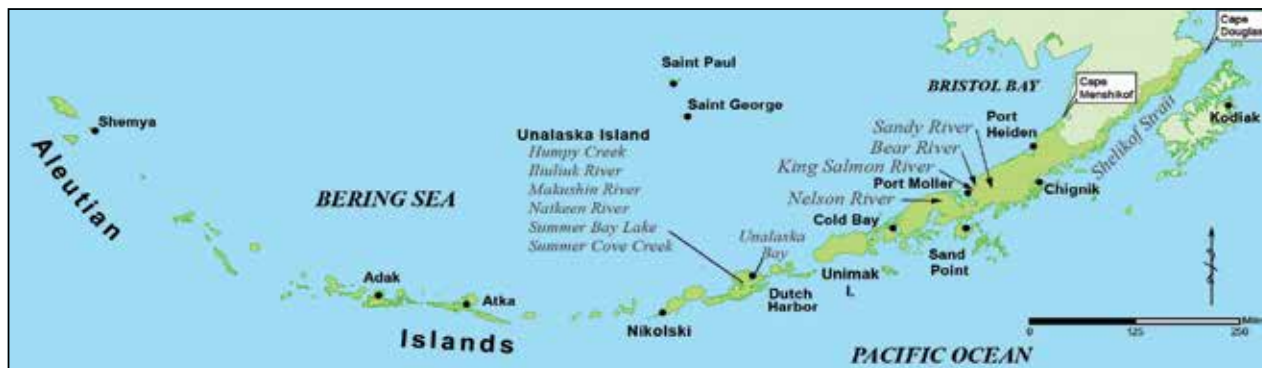 Cape
Douglas
Saint Paul
BRISTOL BAY
Cape
Menshikof
Saint George
Kodiak
Shemya
Port
Heiden
Shelikof Strait
Unalaska Island
Humpy Creek
Iliuliuk River
Makushin River
Natkeen River
Summer Bay Lake
Summer Cove Creek
Sandy River
Bear River
King Salmon River
Port Moller
Chignik
Nelson River
Aleutian
BERING SEA
Cold Bay
Unalaska
Bay
Sand
Point
Unimak
I.
Adak
Atka
Dutch
Harbor
Nikolski
Islands
0 125 250
PACIFIC OCEAN